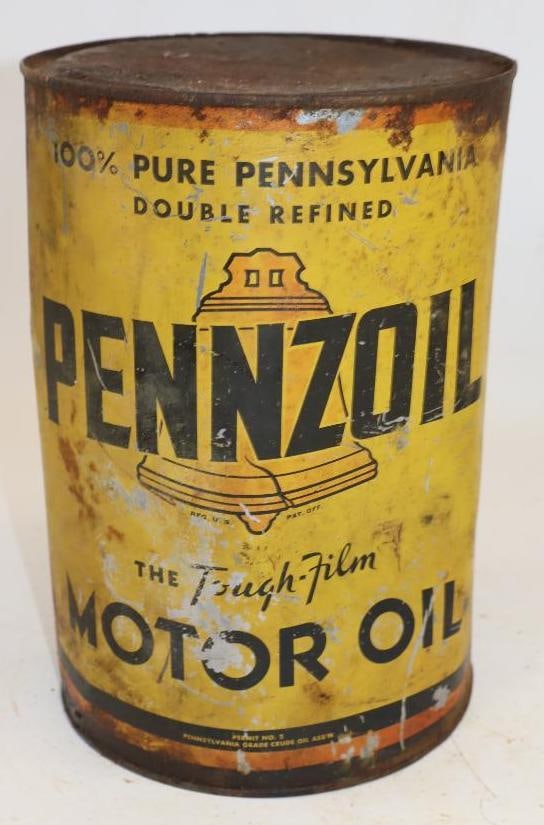 100% PURE PENNSYLVANIA
DOUBLE REFINED
PENNZOIL
REG. U. S. PAT. OFF.
THE Tough-Film
MOTOR OIL
PERMIT NO. 2
PENNSYLVANIA GRADE CRUDE OIL ASS'N